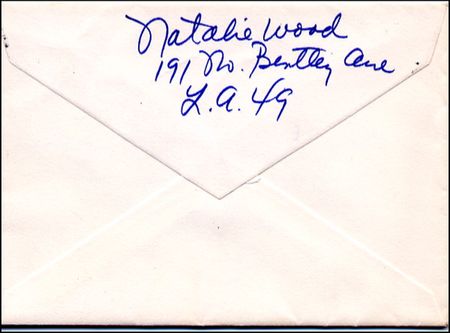 Natalie Wood
191 No. Bentley Ave
L.A. 49